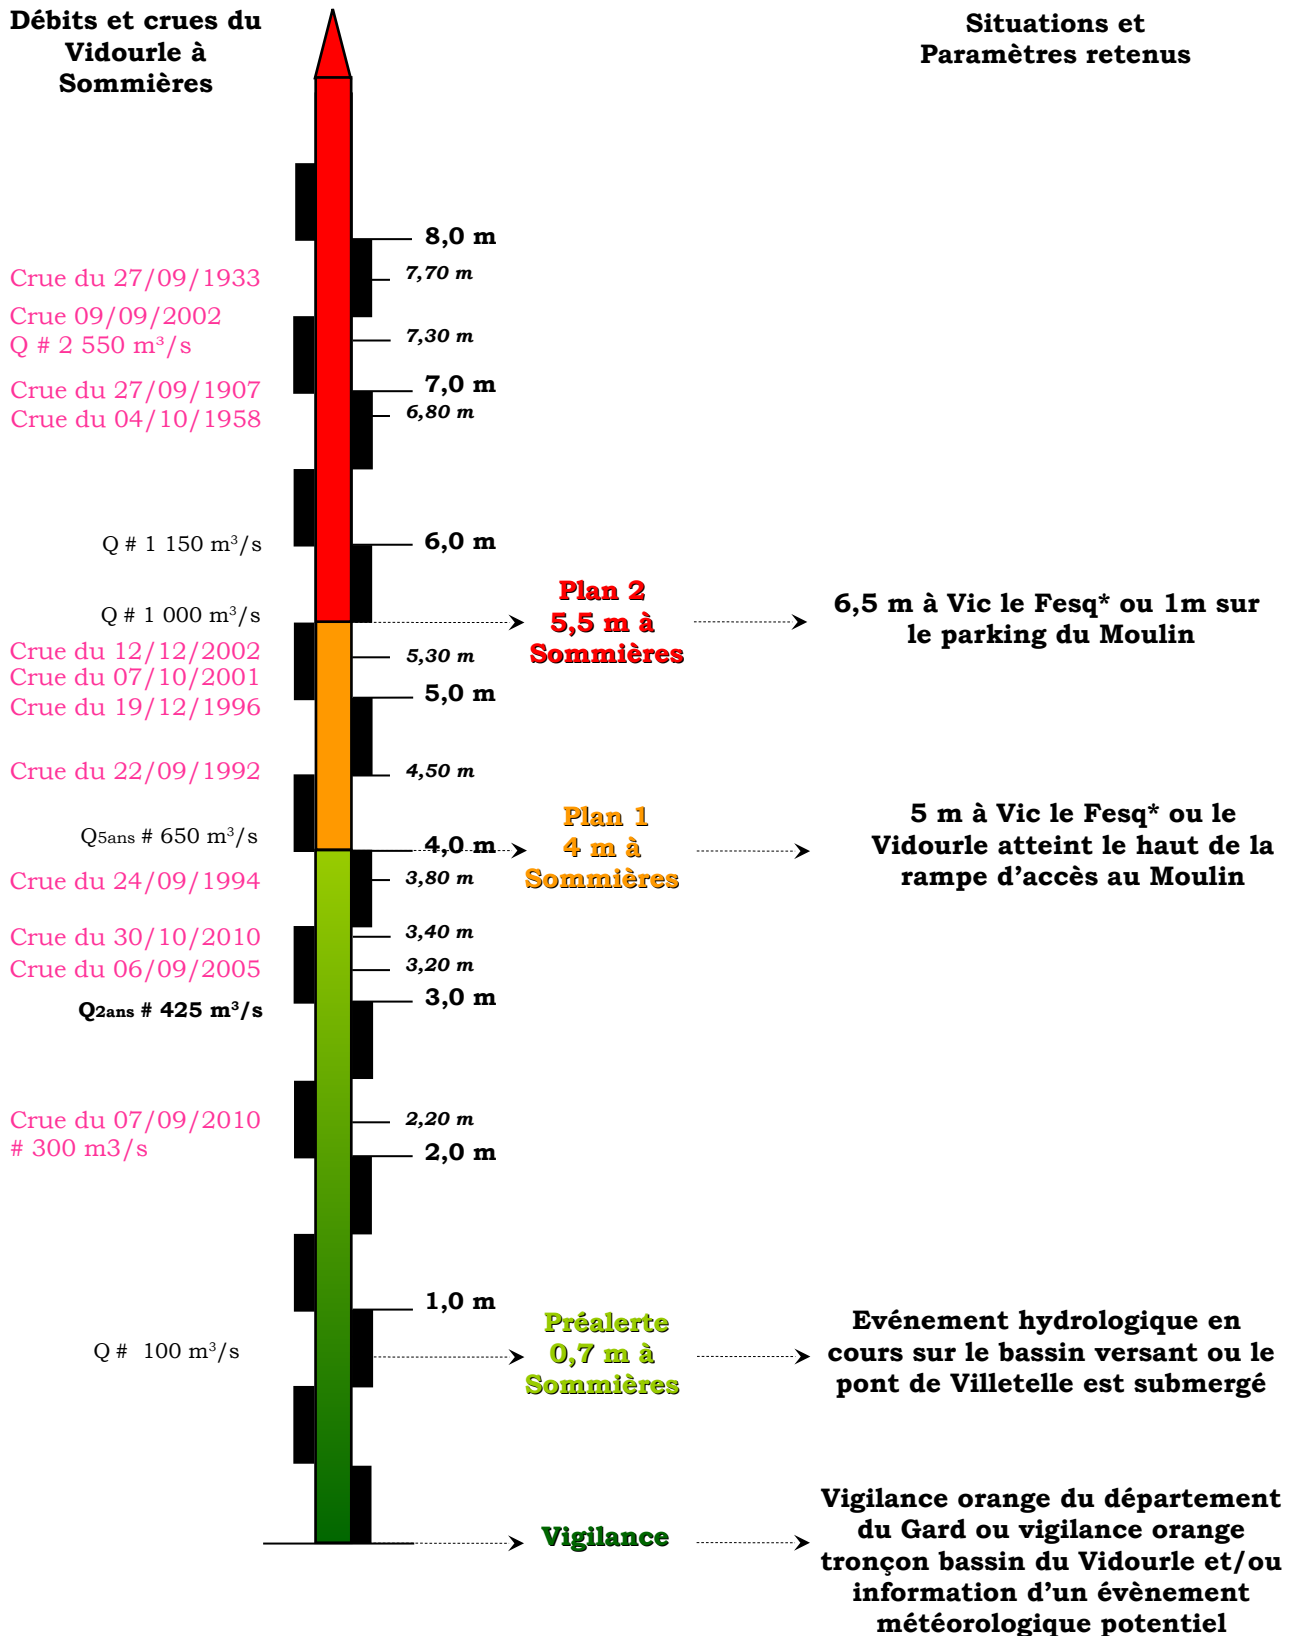 Débits et crues du
Vidourle à
Sommières
Situations et
Paramètres retenus
8,0 m
Crue du 27/09/1933
7,70 m
Crue 09/09/2002
Q # 2 550 m³/s
7,30 m
Crue du 27/09/1907
7,0 m
Crue du 04/10/1958
6,80 m
Q # 1 150 m³/s
6,0 m
Q # 1 000 m³/s
Plan 2
5,5 m à
Sommières
6,5 m à Vic le Fesq* ou 1m sur
le parking du Moulin
Crue du 12/12/2002
5,30 m
Crue du 07/10/2001
Crue du 19/12/1996
5,0 m
Crue du 22/09/1992
4,50 m
Q5ans # 650 m³/s
4,0 m
Plan 1
4 m à
Sommières
5 m à Vic le Fesq* ou le
Vidourle atteint le haut de la
rampe d'accès au Moulin
Crue du 24/09/1994
3,80 m
Crue du 30/10/2010
3,40 m
Crue du 06/09/2005
3,20 m
Q2ans # 425 m³/s
3,0 m
Crue du 07/09/2010
# 300 m3/s
2,20 m
2,0 m
1,0 m
Q # 100 m³/s
Préalerte
0,7 m à
Sommières
Evénement hydrologique en
cours sur le bassin versant ou le
pont de Villetelle est submergé
Vigilance
Vigilance orange du département
du Gard ou vigilance orange
tronçon bassin du Vidourle et/ou
information d'un évènement
météorologique potentiel